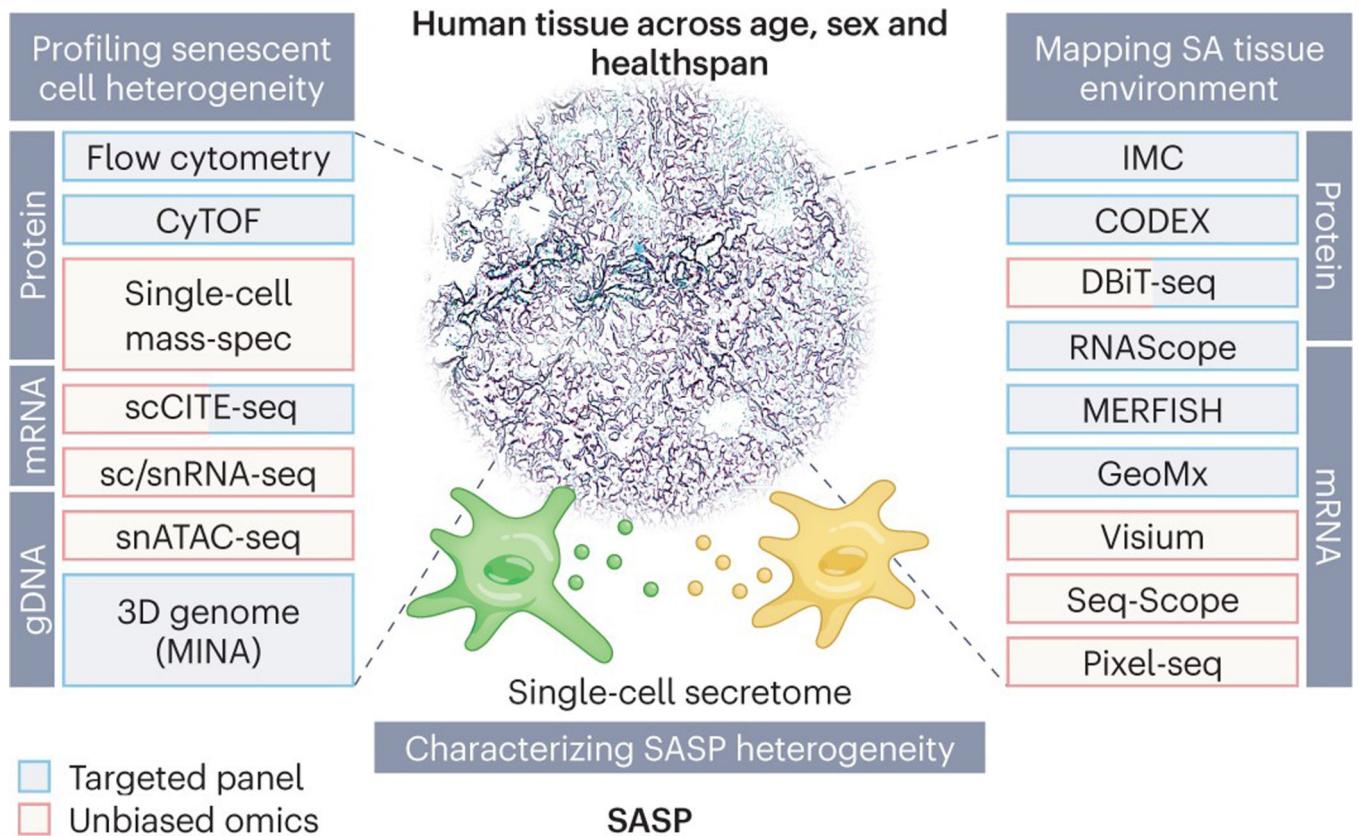 Profiling senescent
cell heterogeneity
Protein
Flow cytometry
CyTOF
Single-cell
mass-spec
mRNA
scCITE-seq
sc/snRNA-seq
gDNA
snATAC-seq
3D genome
(MINA)
Human tissue across age, sex and
healthspan
Mapping SA tissue
environment
IMC
CODEX
DBiT-seq
Protein
RNAScope
MERFISH
GeoMx
Visium
Seq-Scope
Pixel-seq
mRNA
Single-cell secretome
Characterizing SASP heterogeneity
SASP
Targeted panel
Unbiased omics